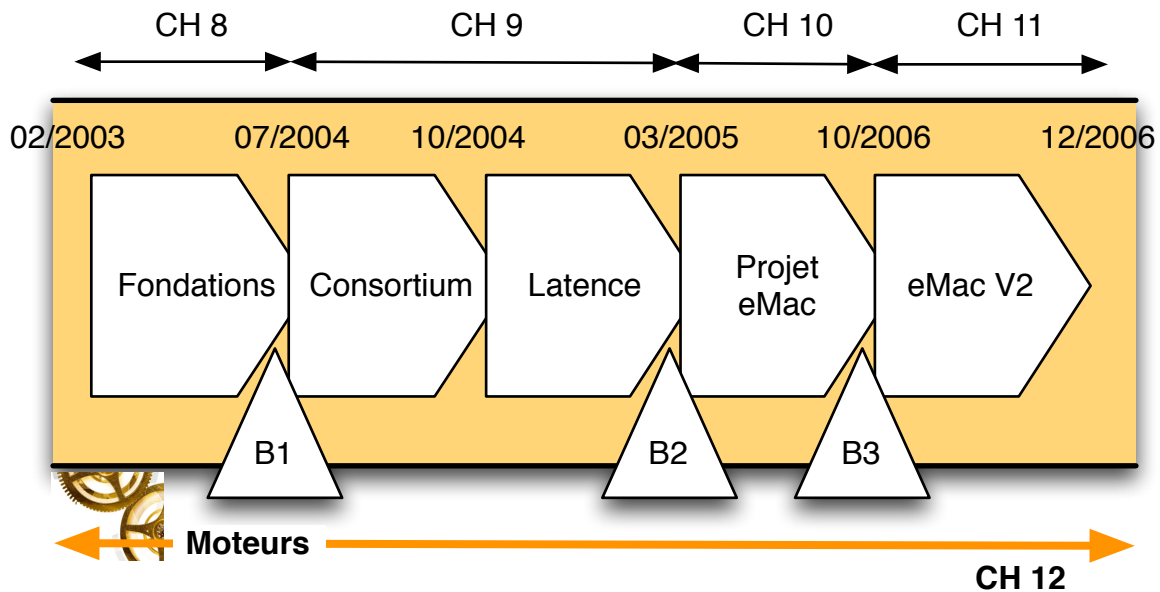 CH 8 CH 9 CH 10 CH 11
02/2003 07/2004 10/2004 03/2005 10/2006 12/2006
Fondations Consortium Latence Projet eMac V2
eMac
B1 B2 B3
Moteurs
CH 12